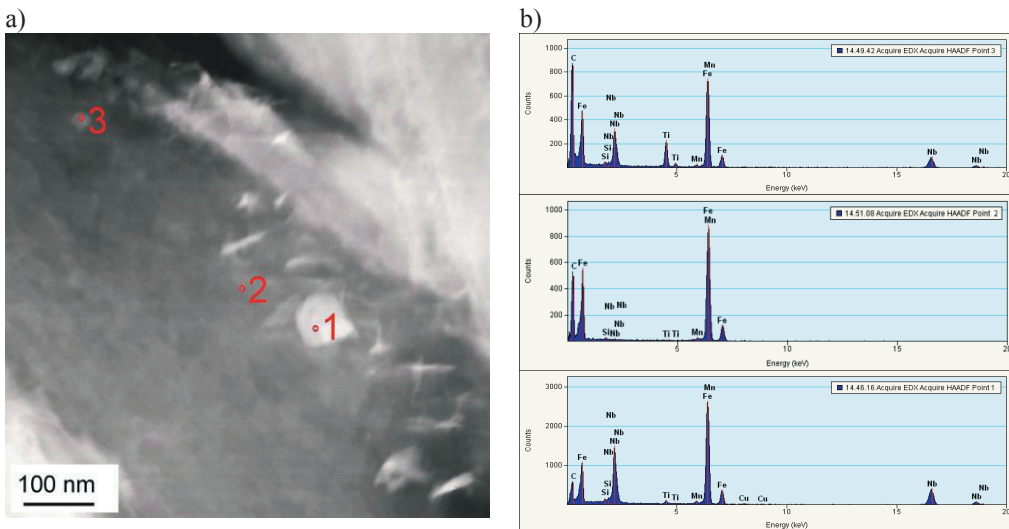 a)
3
2
1
100 nm
b)
14.49.42 Acquire EDX Acquire HAADF Point 3
1000
800
600
400
200
Counts
C
Fe
Nb
Nb
Nb
Nb
Si
Si
Ti
Ti
Mn
Mn
Fe
Fe
Nb
Nb
Nb
5
10
15
20
Energy (keV)
14.51.08 Acquire EDX Acquire HAADF Point 2
1000
800
600
400
200
Counts
C
Fe
Nb
Nb
Nb
Si
Nb
Ti
Ti
Mn
Fe
Mn
Fe
5
10
15
20
Energy (keV)
14.46.16 Acquire EDX Acquire HAADF Point 1
3000
2000
1000
Counts
C
Fe
Nb
Nb
Nb
Nb
Si
Si
Ti
Ti
Mn
Mn
Fe
Fe
Cu
Cu
Nb
Nb
Nb
5
10
15
20
Energy (keV)